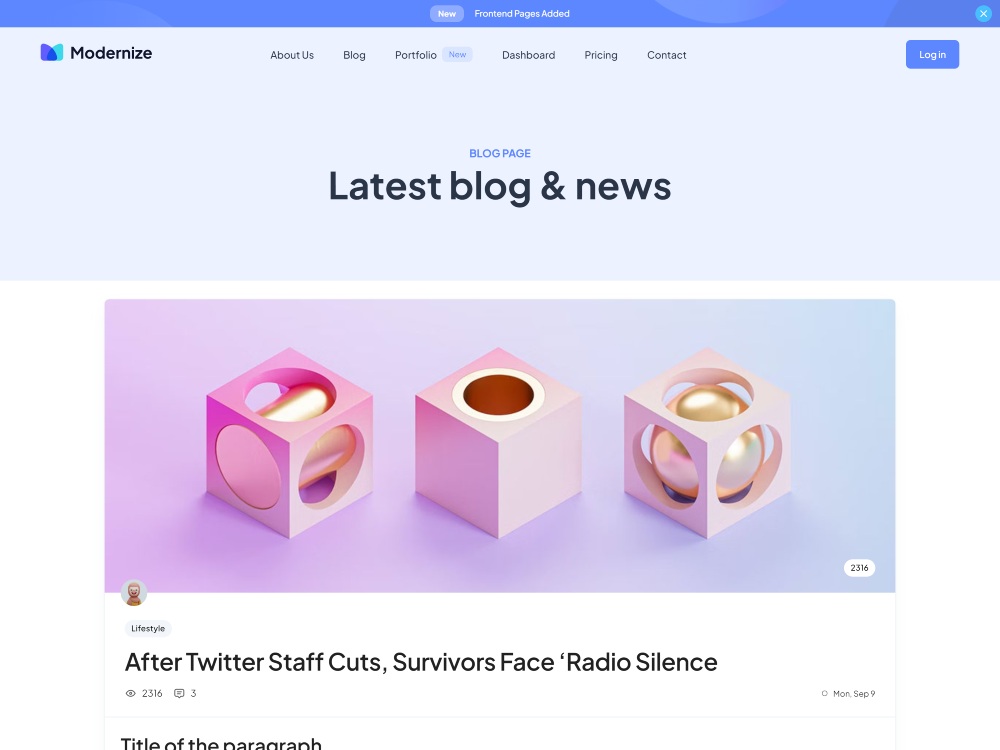 New Frontend Pages Added
Modernize About Us Blog Portfolio New Dashboard Pricing Contact Log in
BLOG PAGE
Latest blog & news
2316
Lifestyle
After Twitter Staff Cuts, Survivors Face ‘Radio Silence
2316 3 Mon, Sep 9
Title of the paragraph